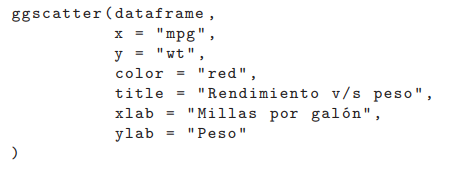 ggscatter(dataframe,
x = "mpg",
y = "wt",
color = "red",
title = "Rendimiento v/s peso",
xlab = "Millas por galón",
ylab = "Peso"
)